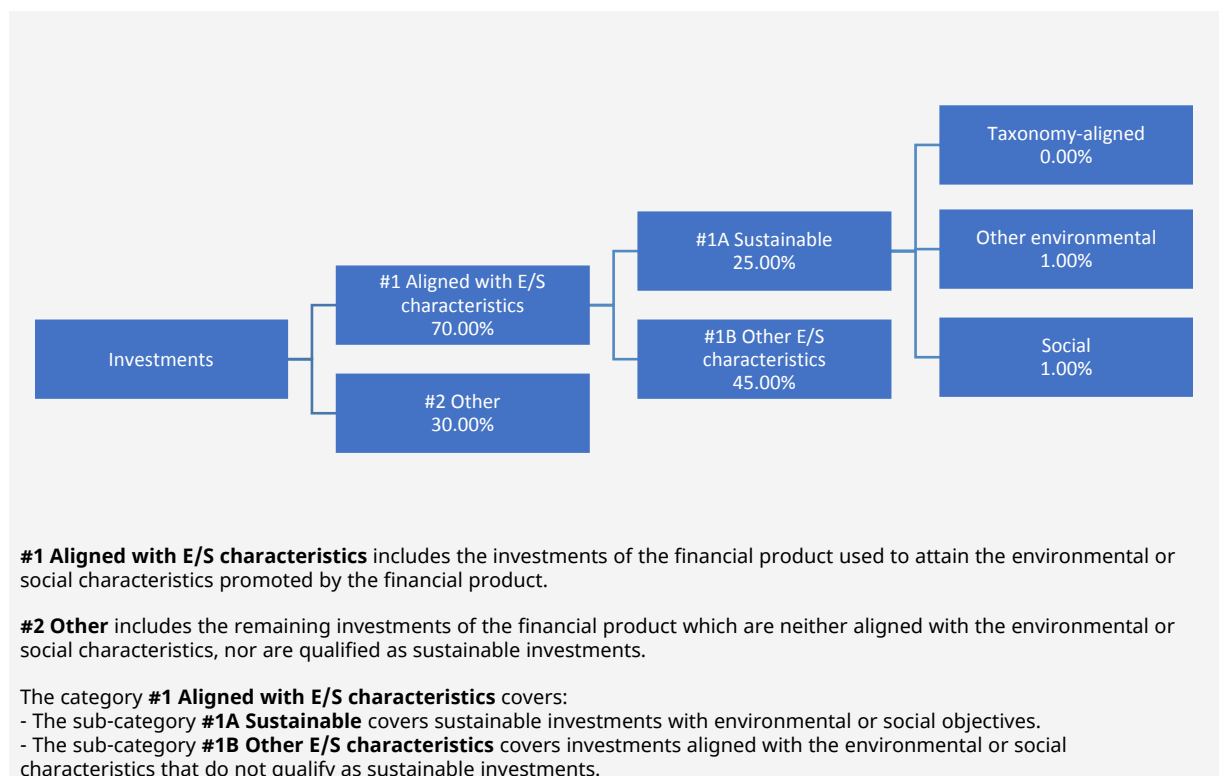 Investments
#1 Aligned with E/S
characteristics
70.00%
#2 Other
30.00%
#1A Sustainable
25.00%
#1B Other E/S
characteristics
45.00%
Taxonomy-aligned
0.00%
Other environmental
1.00%
Social
1.00%
#1 Aligned with E/S characteristics includes the investments of the financial product used to attain the environmental or
social characteristics promoted by the financial product.
#2 Other includes the remaining investments of the financial product which are neither aligned with the environmental or
social characteristics, nor are qualified as sustainable investments.
The category #1 Aligned with E/S characteristics covers:
- The sub-category #1A Sustainable covers sustainable investments with environmental or social objectives.
- The sub-category #1B Other E/S characteristics covers investments aligned with the environmental or social
characteristics that do not qualify as sustainable investments.